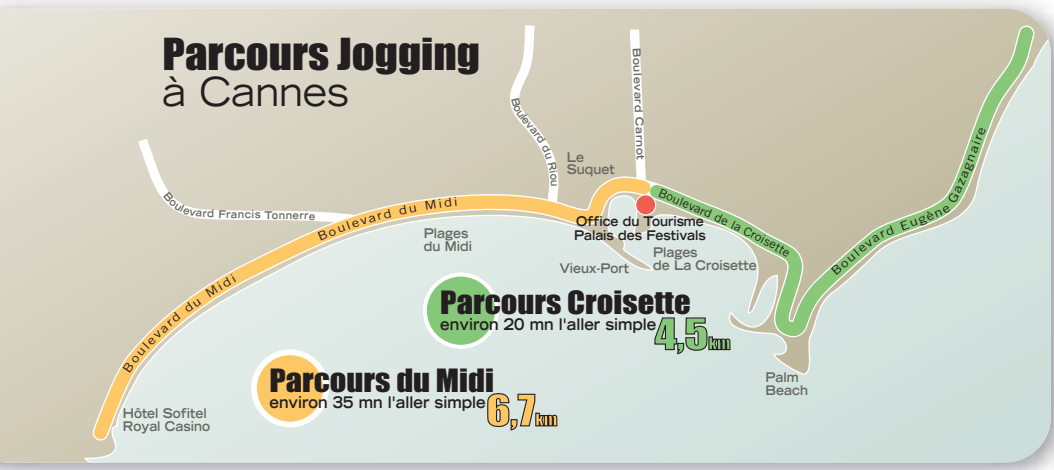 Parcours Jogging
à Cannes
Boulevard du Riou
Boulevard Carnot
Le
Suquet
Boulevard Francis Tonnerre
Boulevard du Midi
Office du Tourisme
Palais des Festivals
Boulevard de la Croisette
Boulevard Eugène Gazagnaire
Plages
du Midi
Vieux-Port
Plages
de La Croisette
Boulevard du Midi
Parcours Croisette
environ 20 mn l'aller simple
4,5km
Parcours du Midi
environ 35 mn l'aller simple
6,7km
Palm
Beach
Hôtel Sofitel
Royal Casino